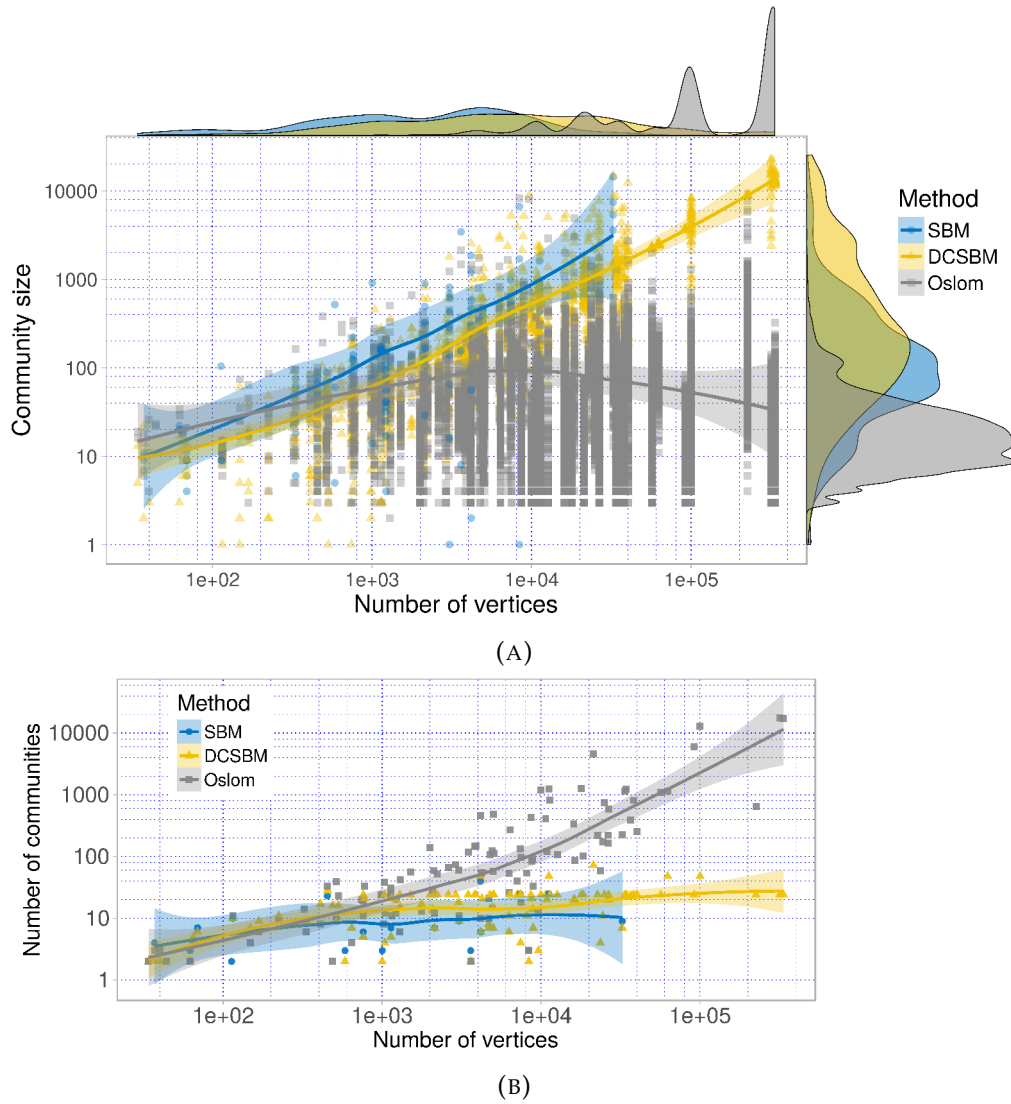 10000
1000
100
10
1
Community size
1e+02
1e+03
1e+04
1e+05
Number of vertices
Method
SBM
DCSBM
Oslom
(A)
Method
SBM
DCSBM
Oslom
10000
1000
100
10
1
Number of communities
1e+02
1e+03
1e+04
1e+05
Number of vertices
(B)